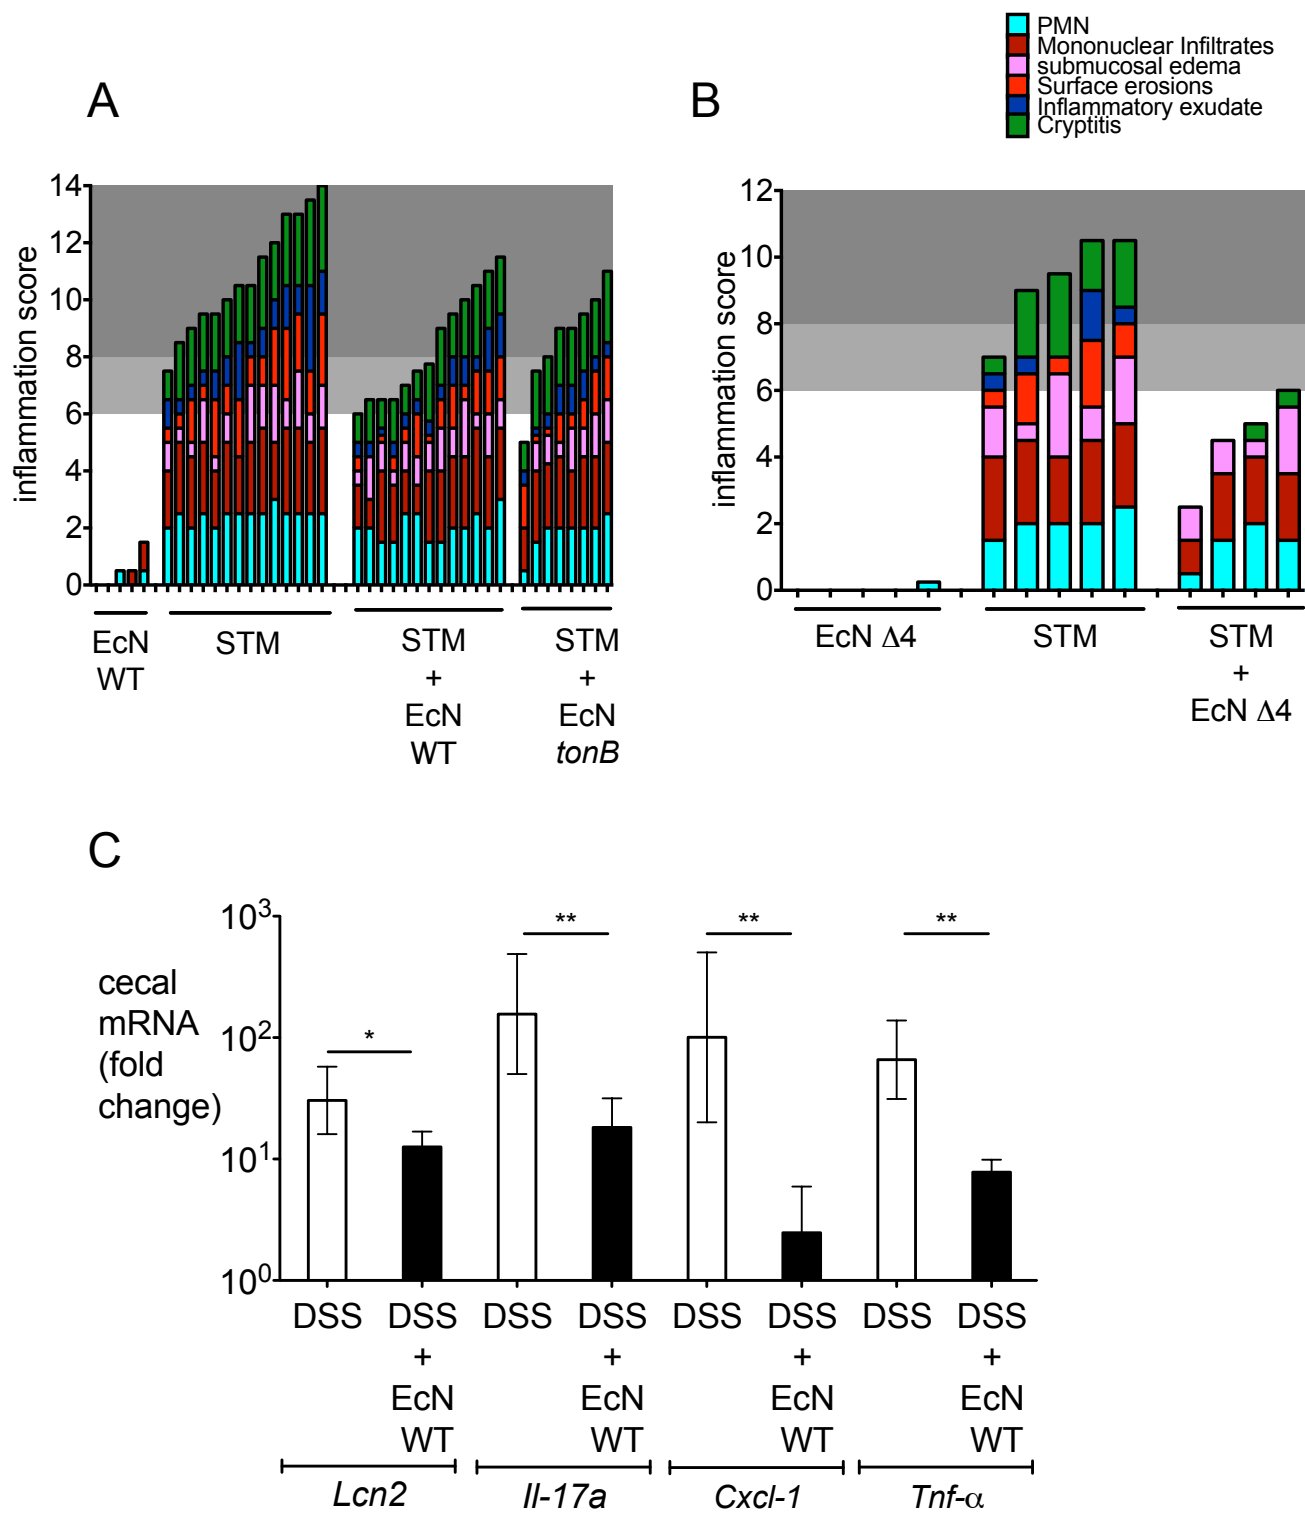 PMN
Mononuclear Infiltrates
submucosal edema
Surface erosions
Inflammatory exudate
Cryptitis
A
inflammation score
14
12
10
8
6
4
2
0
EcN
WT
STM
STM
+
EcN
WT
STM
+
EcN
tonB
B
inflammation score
12
10
8
6
4
2
0
EcN Δ4
STM
STM
+
EcN Δ4
C
cecal
mRNA
(fold
change)
10³
10²
10¹
10⁰
*
**
**
**
DSS
DSS
+
EcN
WT
DSS
DSS
+
EcN
WT
DSS
DSS
+
EcN
WT
DSS
DSS
+
EcN
WT
Lcn2
Il-17a
Cxcl-1
Tnf-α